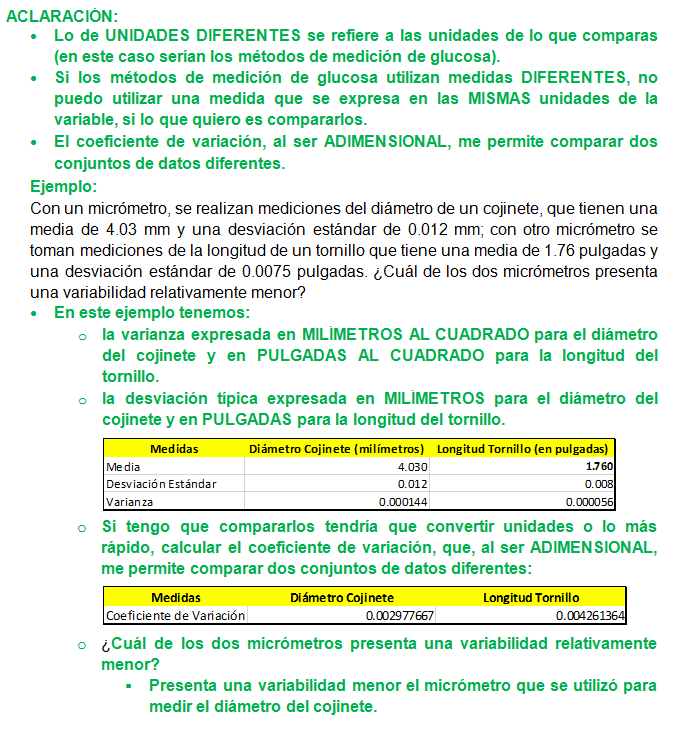 ACLARACIÓN:
• Lo de UNIDADES DIFERENTES se refiere a las unidades de lo que comparas
(en este caso serían los métodos de medición de glucosa).
• Si los métodos de medición de glucosa utilizan medidas DIFERENTES, no
puedo utilizar una medida que se expresa en las MISMAS unidades de la
variable, si lo que quiero es compararlos.
• El coeficiente de variación, al ser ADIMENSIONAL, me permite comparar dos
conjuntos de datos diferentes.
Ejemplo:
Con un micrómetro, se realizan mediciones del diámetro de un cojinete, que tienen una
media de 4.03 mm y una desviación estándar de 0.012 mm; con otro micrómetro se
toman mediciones de la longitud de un tornillo que tiene una media de 1.76 pulgadas y
una desviación estándar de 0.0075 pulgadas. ¿Cuál de los dos micrómetros presenta
una variabilidad relativamente menor?
• En este ejemplo tenemos:
o la varianza expresada en MILÍMETROS AL CUADRADO para el diámetro
del cojinete y en PULGADAS AL CUADRADO para la longitud del
tornillo.
o la desviación típica expresada en MILÍMETROS para el diámetro del
cojinete y en PULGADAS para la longitud del tornillo.
Medidas Diámetro Cojinete (milímetros) Longitud Tornillo (en pulgadas)
Media 4.030 1.760
Desviación Estándar 0.012 0.008
Varianza 0.000144 0.000056
o Si tengo que compararlos tendría que convertir unidades o lo más
rápido, calcular el coeficiente de variación, que, al ser ADIMENSIONAL,
me permite comparar dos conjuntos de datos diferentes:
Medidas Diámetro Cojinete Longitud Tornillo
Coeficiente de Variación 0.002977667 0.004261364
o ¿Cuál de los dos micrómetros presenta una variabilidad relativamente
menor?
▪ Presenta una variabilidad menor el micrómetro que se utilizó para
medir el diámetro del cojinete.